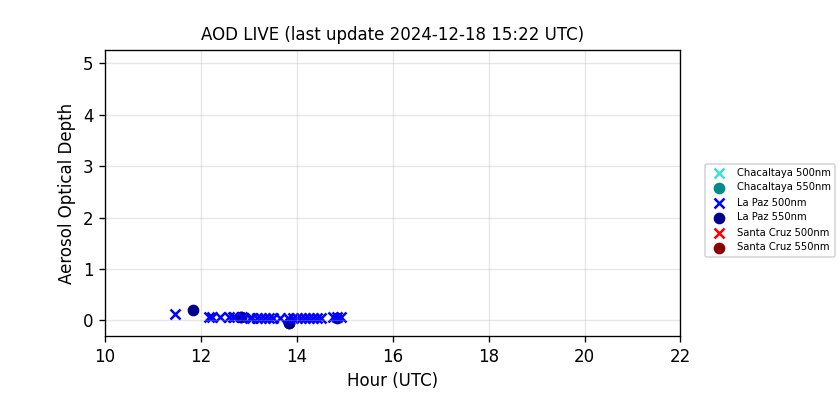 AOD LIVE (last update 2024-12-18 15:22 UTC)
Aerosol Optical Depth
5
4
3
2
1
0
10 12 14 16 18 20 22
Hour (UTC)
Chacaltaya 500nm
Chacaltaya 550nm
La Paz 500nm
La Paz 550nm
Santa Cruz 500nm
Santa Cruz 550nm